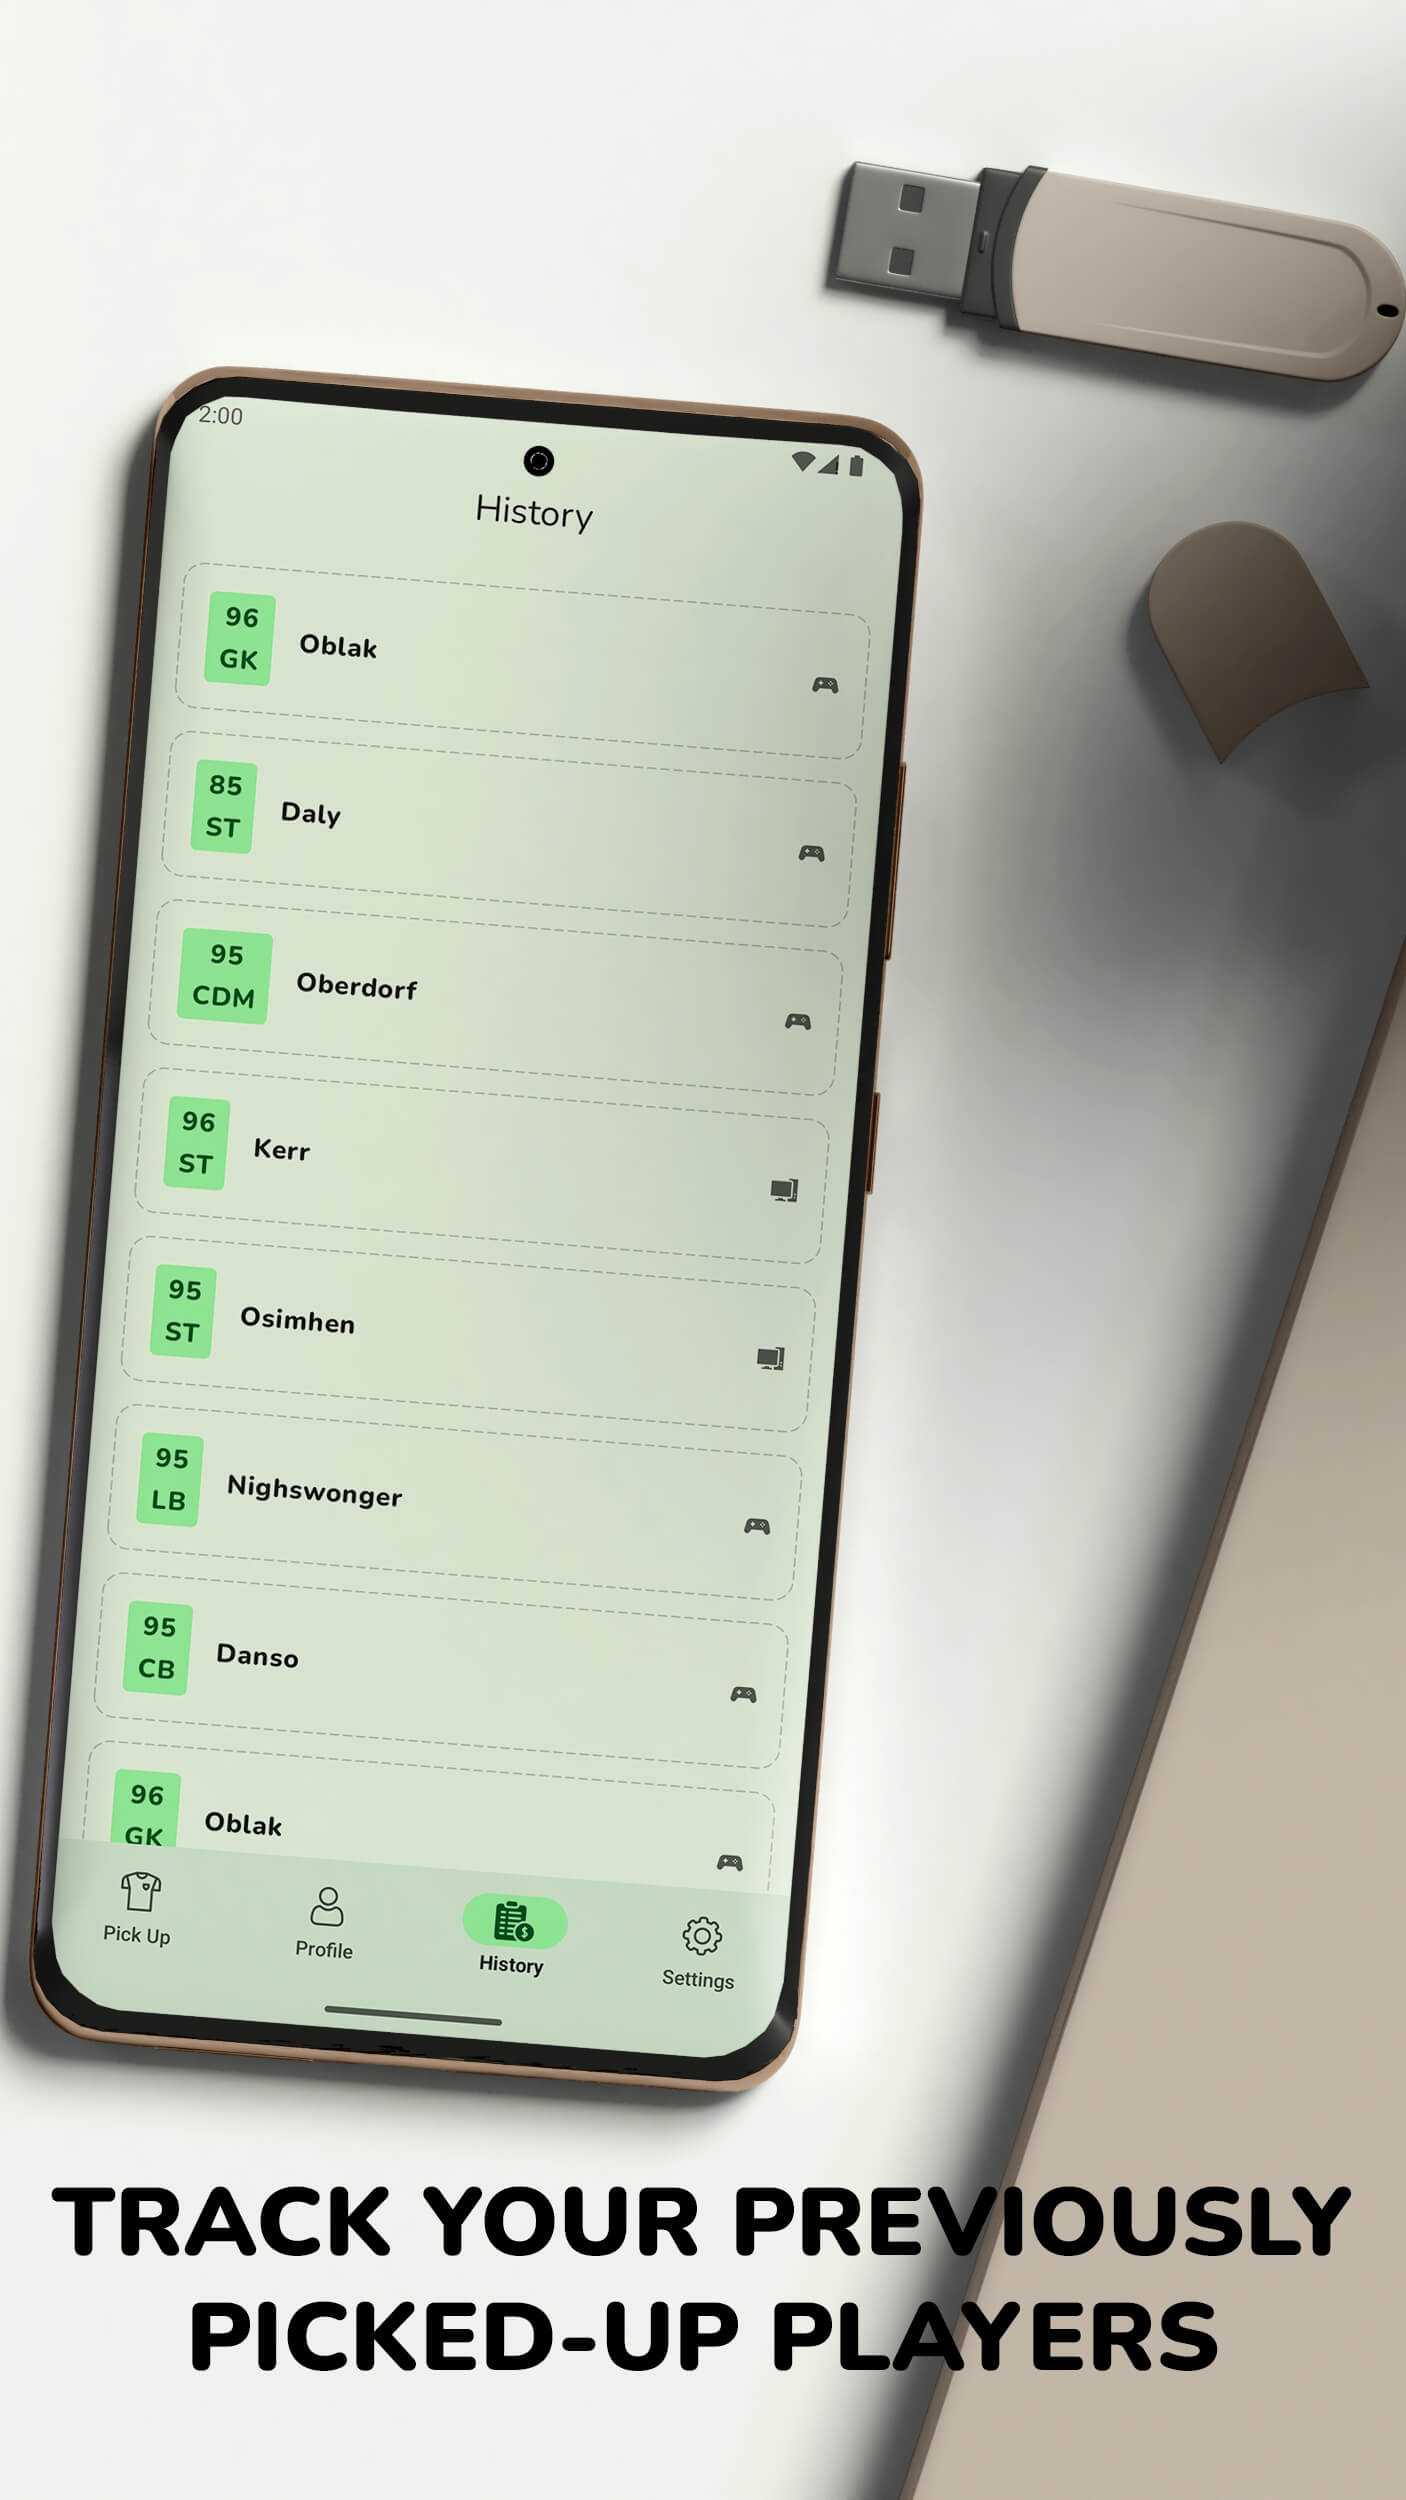 2:00
History
96
GK
Oblak
85
ST
Daly
95
CDM
Oberdorf
96
ST
Kerr
95
ST
Osimhen
95
LB
Nighswonger
95
CB
Danso
96
GK
Oblak
Pick Up
Profile
History
Settings
TRACK YOUR PREVIOUSLY
PICKED-UP PLAYERS